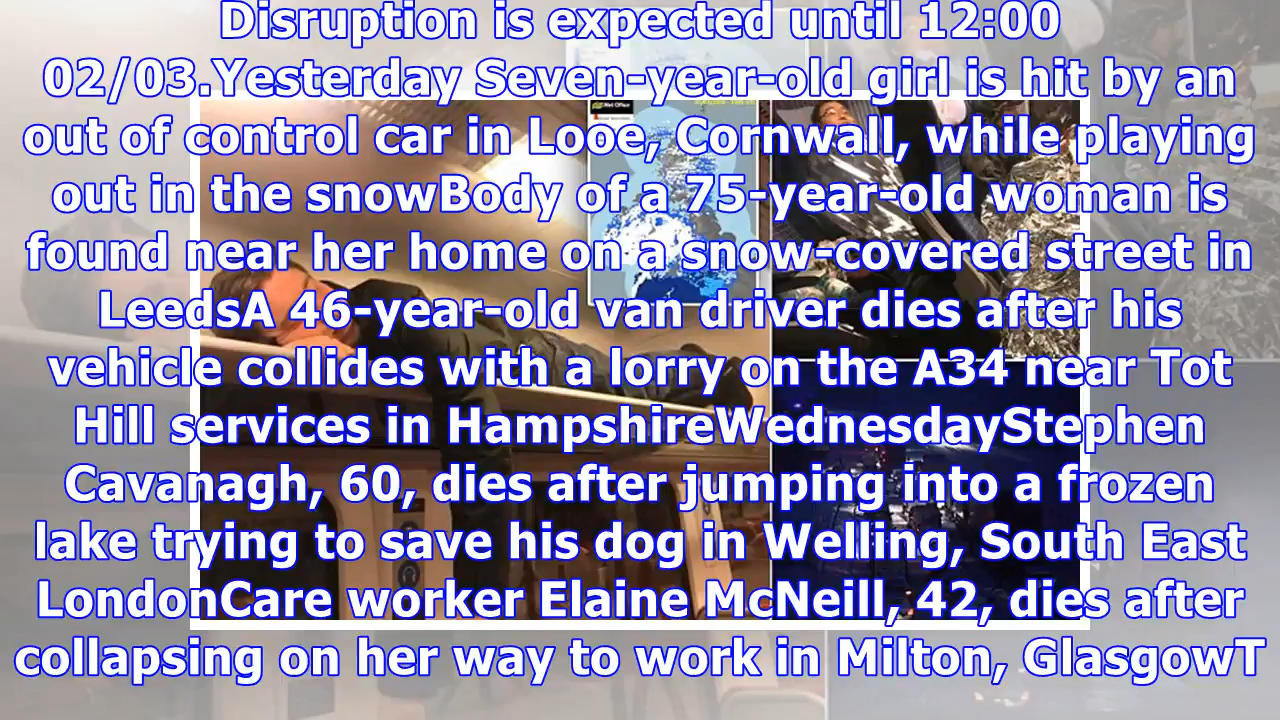 Disruption is expected until 12:00
02/03.Yesterday Seven-year-old girl is hit by an
out of control car in Looe, Cornwall, while playing
out in the snowBody of a 75-year-old woman is
found near her home on a snow-covered street in
LeedsA 46-year-old van driver dies after his
vehicle collides with a lorry on the A34 near Tot
Hill services in HampshireWednesdayStephen
Cavanagh, 60, dies after jumping into a frozen
lake trying to save his dog in Welling, South East
LondonCare worker Elaine McNeill, 42, dies after
collapsing on her way to work in Milton, GlasgowT
Met Office